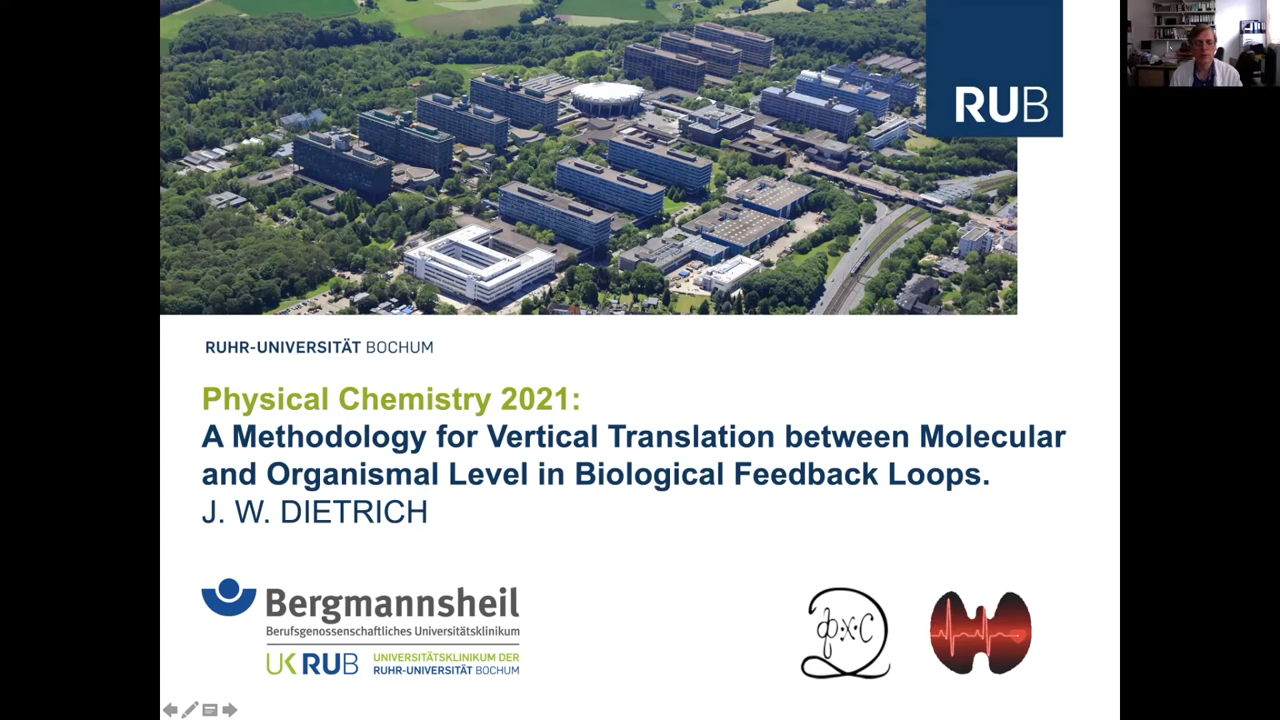 RUB
RUHR-UNIVERSITÄT BOCHUM
Physical Chemistry 2021:
A Methodology for Vertical Translation between Molecular
and Organismal Level in Biological Feedback Loops.
J. W. DIETRICH
Bergmannsheil
Berufsgenossenschaftliches Universitätsklinikum
UK RUB UNIVERSITÄTSKLINIKUM DER
RUHR-UNIVERSITÄT BOCHUM
ф·х·С